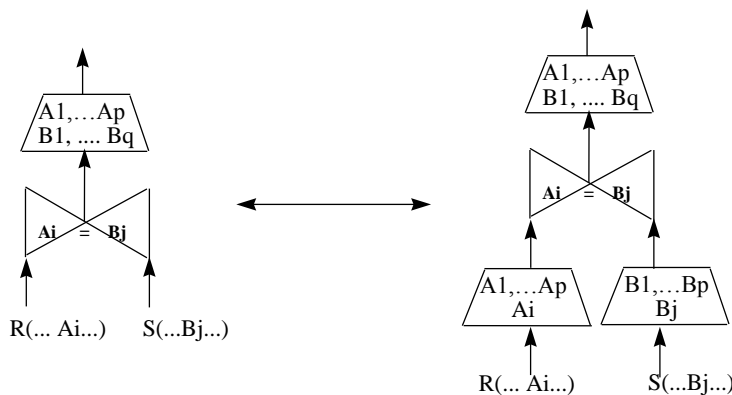 A1,…Ap
B1, .... Bq
Ai = Bj
R(... Ai...) S(...Bj...)
A1,…Ap
B1, .... Bq
Ai = Bj
A1,…Ap
Ai
B1,…Bp
Bj
R(... Ai...) S(...Bj...)